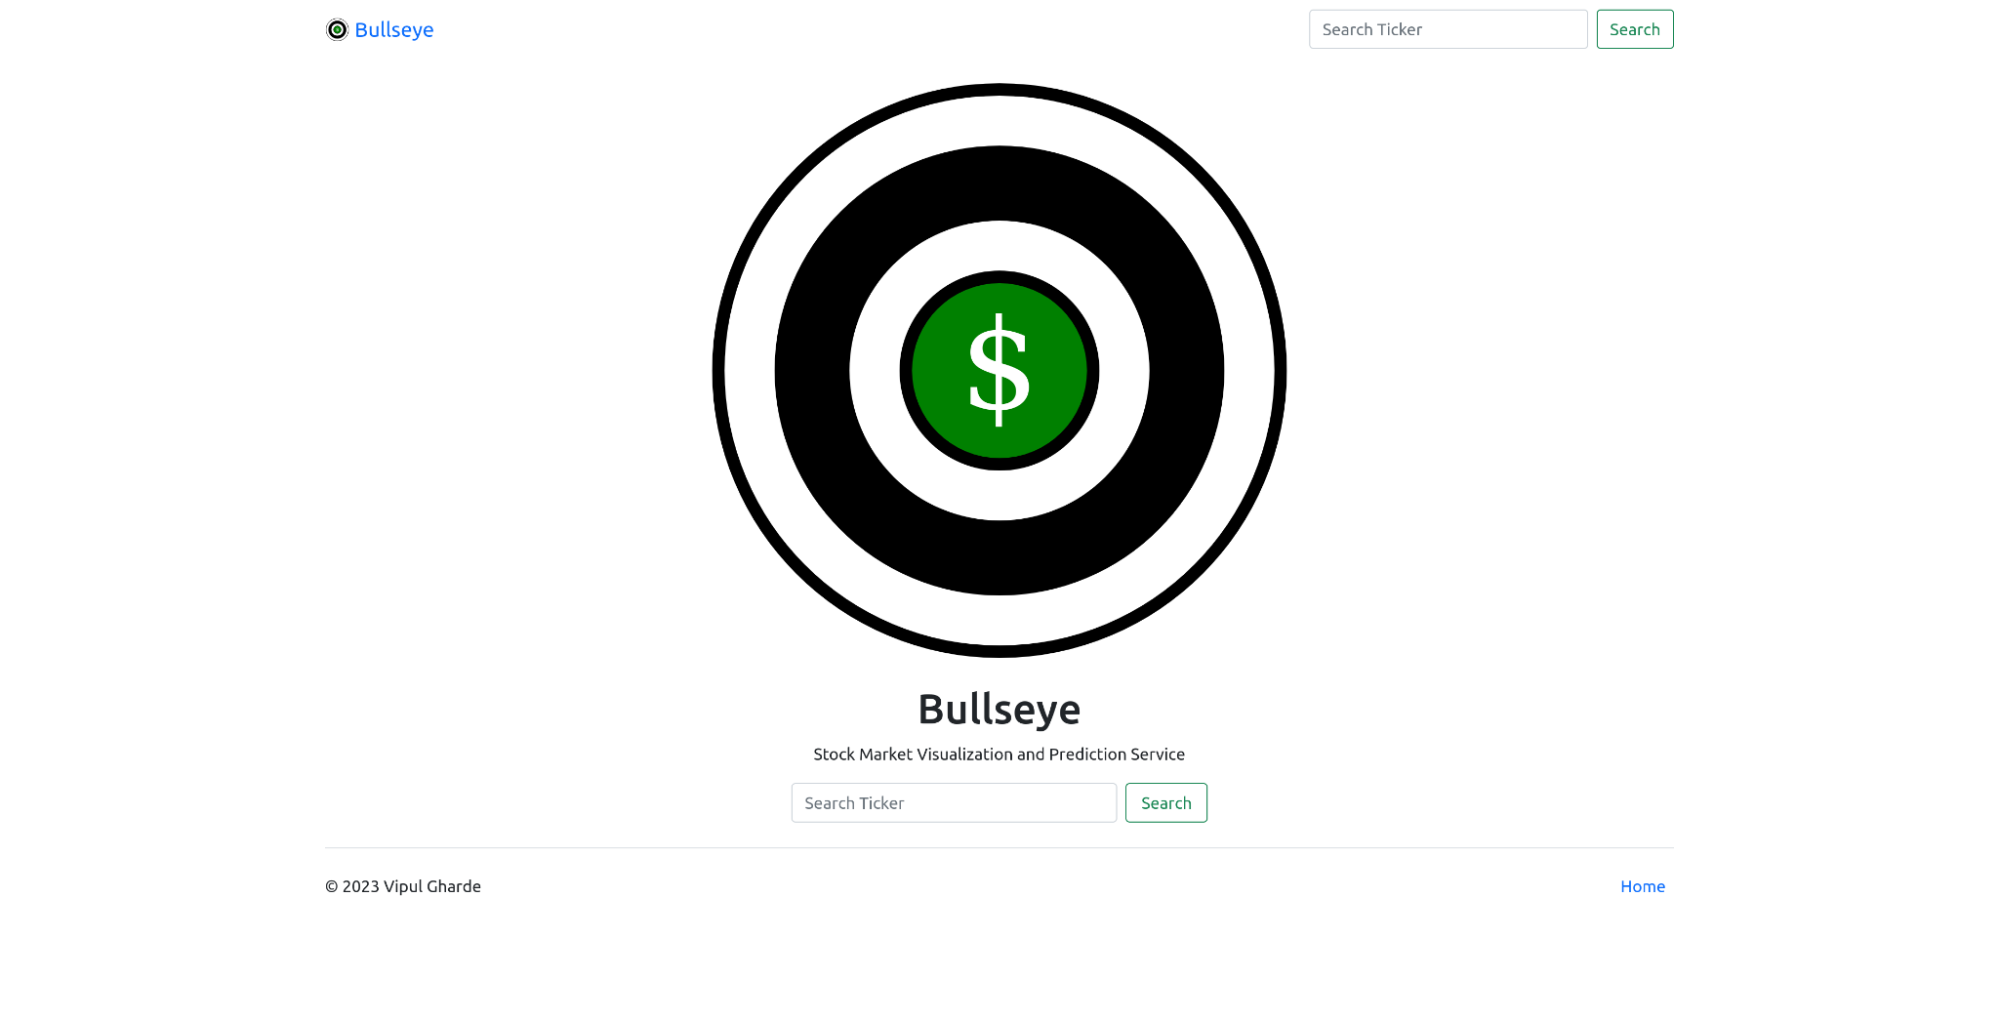 Bullseye
Search Ticker
Search
$
Bullseye
Stock Market Visualization and Prediction Service
Search Ticker
Search
© 2023 Vipul Gharde
Home